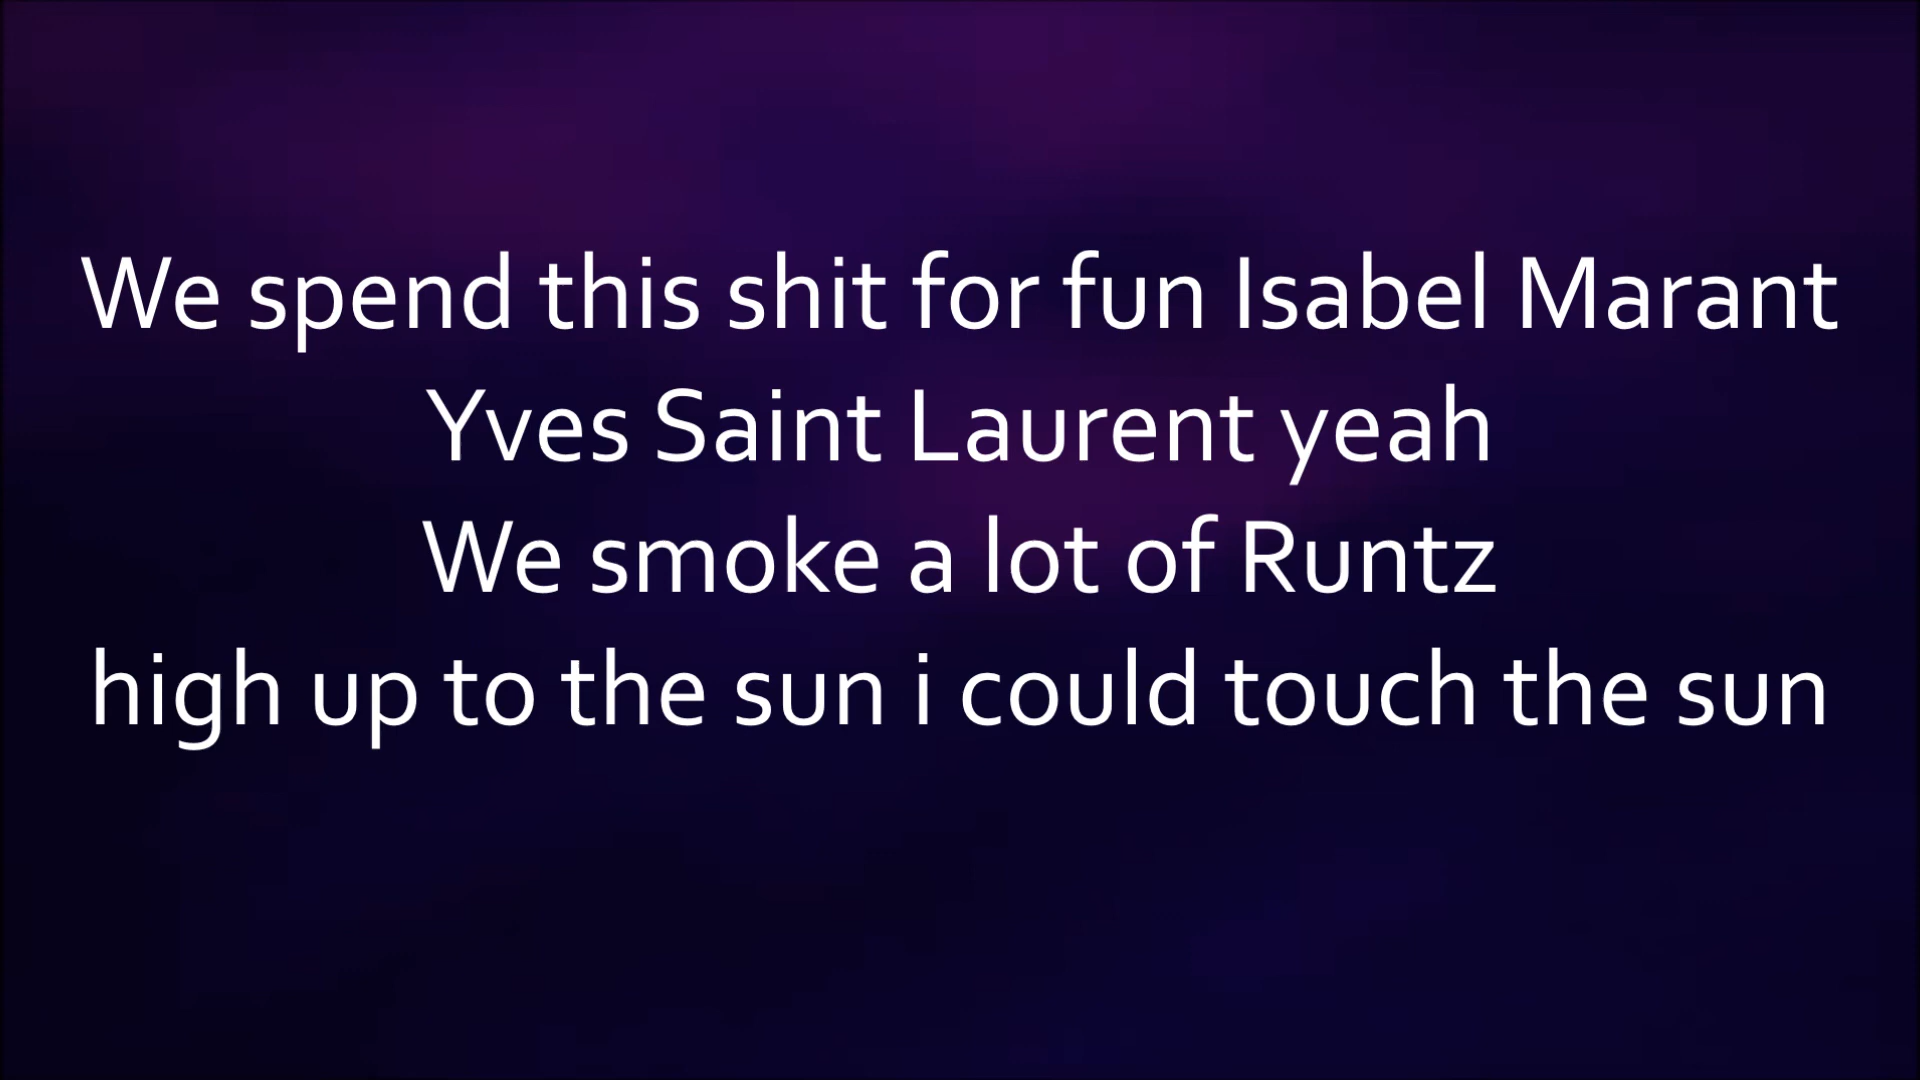 We spend this shit for fun Isabel Marant
Yves Saint Laurent yeah
We smoke a lot of Runtz
high up to the sun i could touch the sun